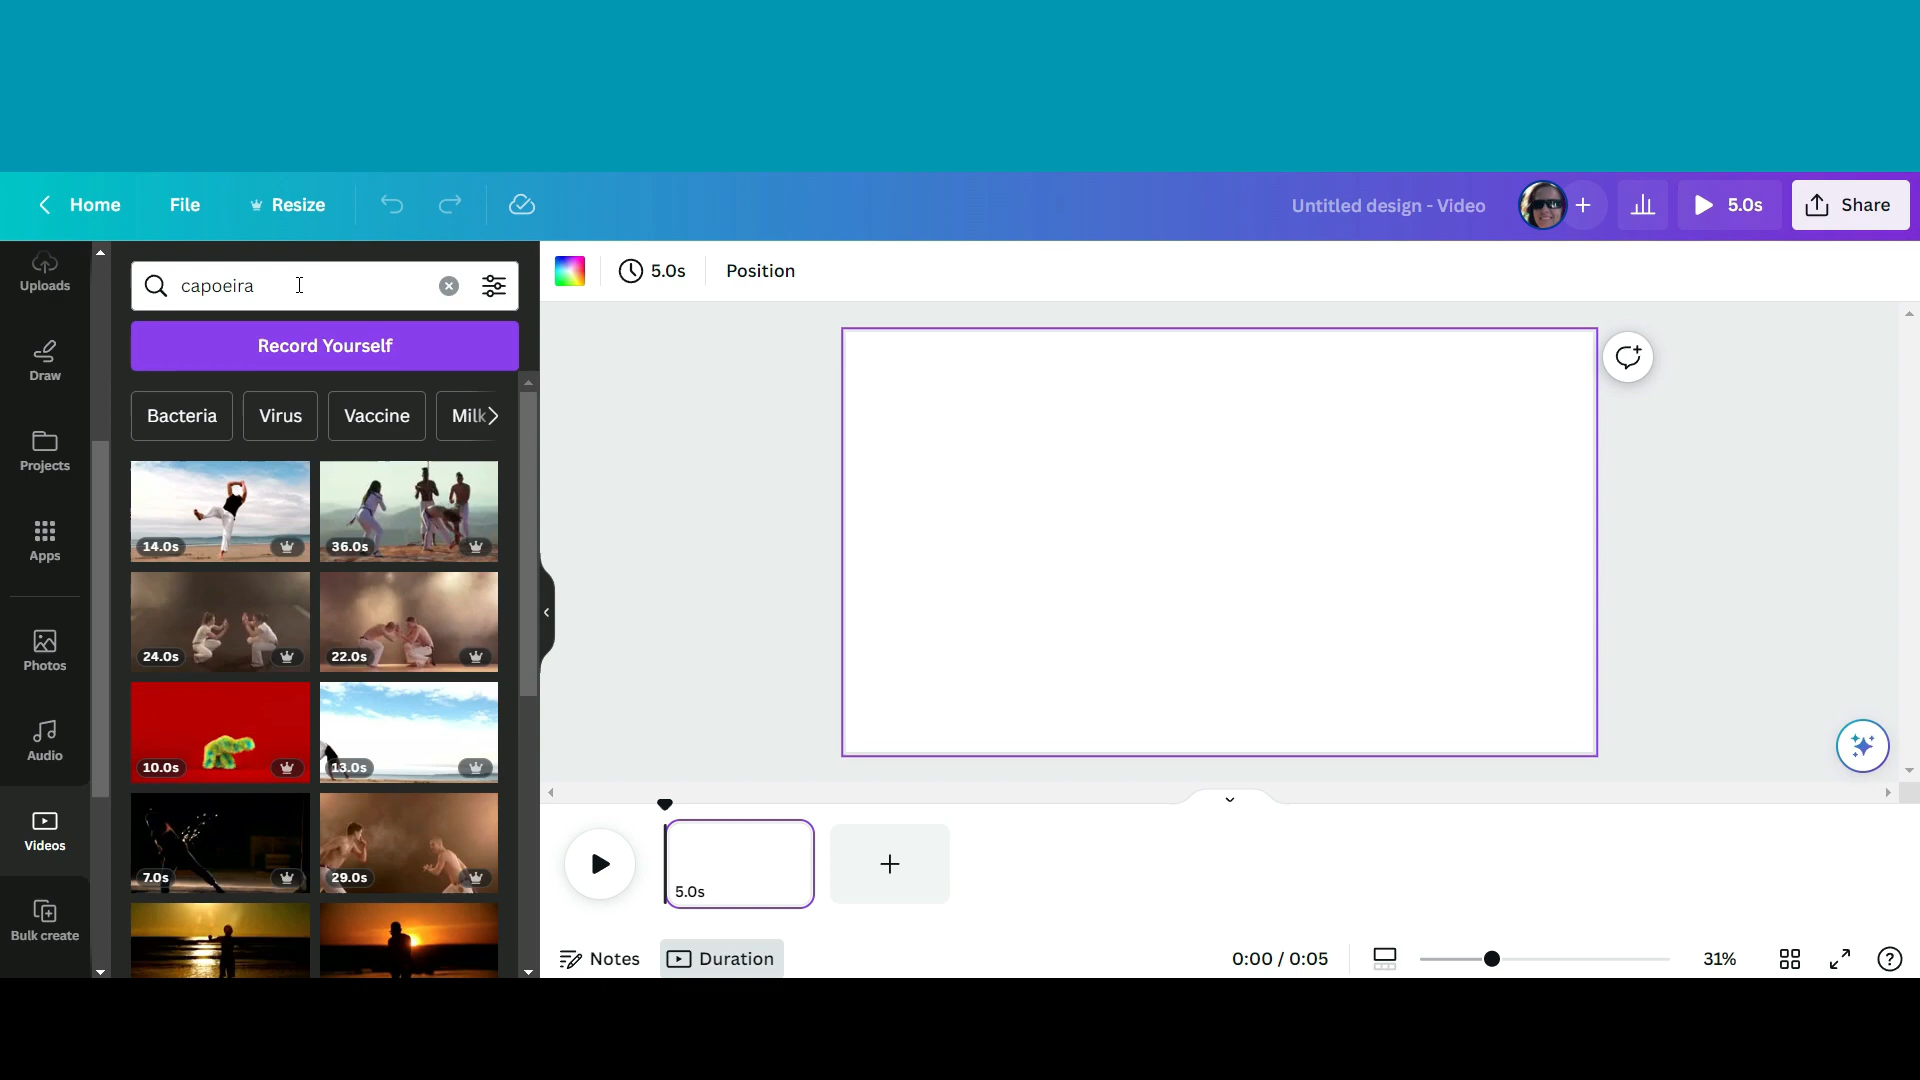 Home File Resize Untitled design - Video 5.0s Share
Uploads
Draw
Projects
Apps
Photos
Audio
Videos
Bulk create
capoeira
Record Yourself
Bacteria Virus Vaccine Milk
14.0s 36.0s
24.0s 22.0s
10.0s 13.0s
7.0s 29.0s
5.0s Position
5.0s
Notes Duration 0:00 / 0:05 31%